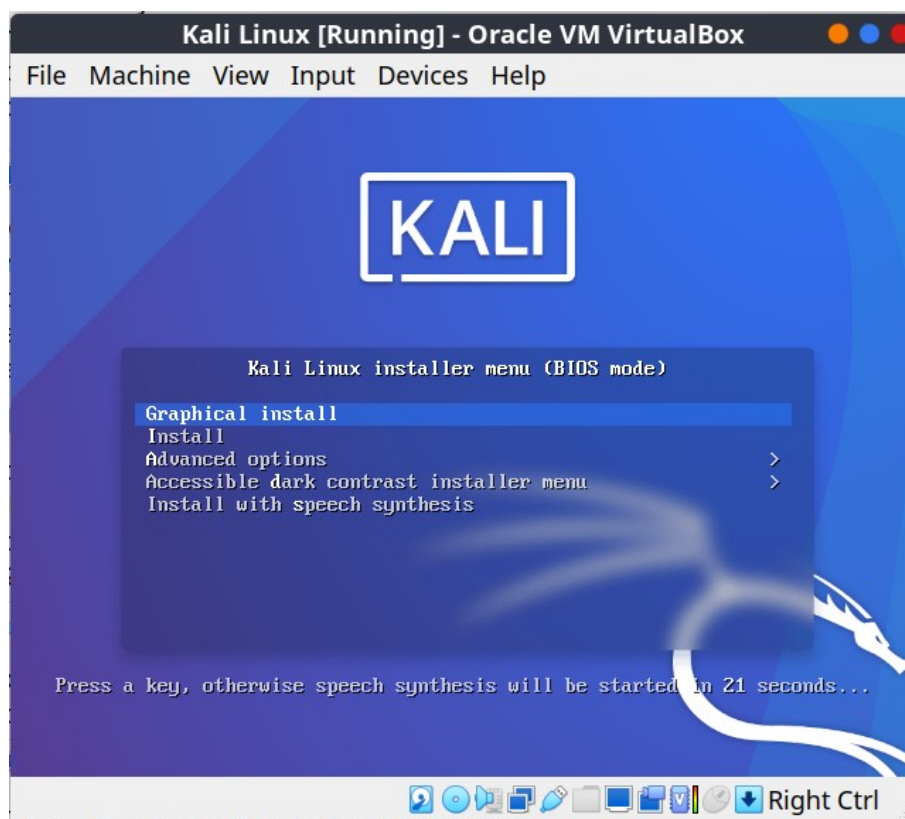 Kali Linux [Running] - Oracle VM VirtualBox
File Machine View Input Devices Help
KALI
Kali Linux installer menu (BIOS mode)
Graphical install
Install
Advanced options >
Accessible dark contrast installer menu >
Install with speech synthesis
Press a key, otherwise speech synthesis will be started in 21 seconds...
Right Ctrl